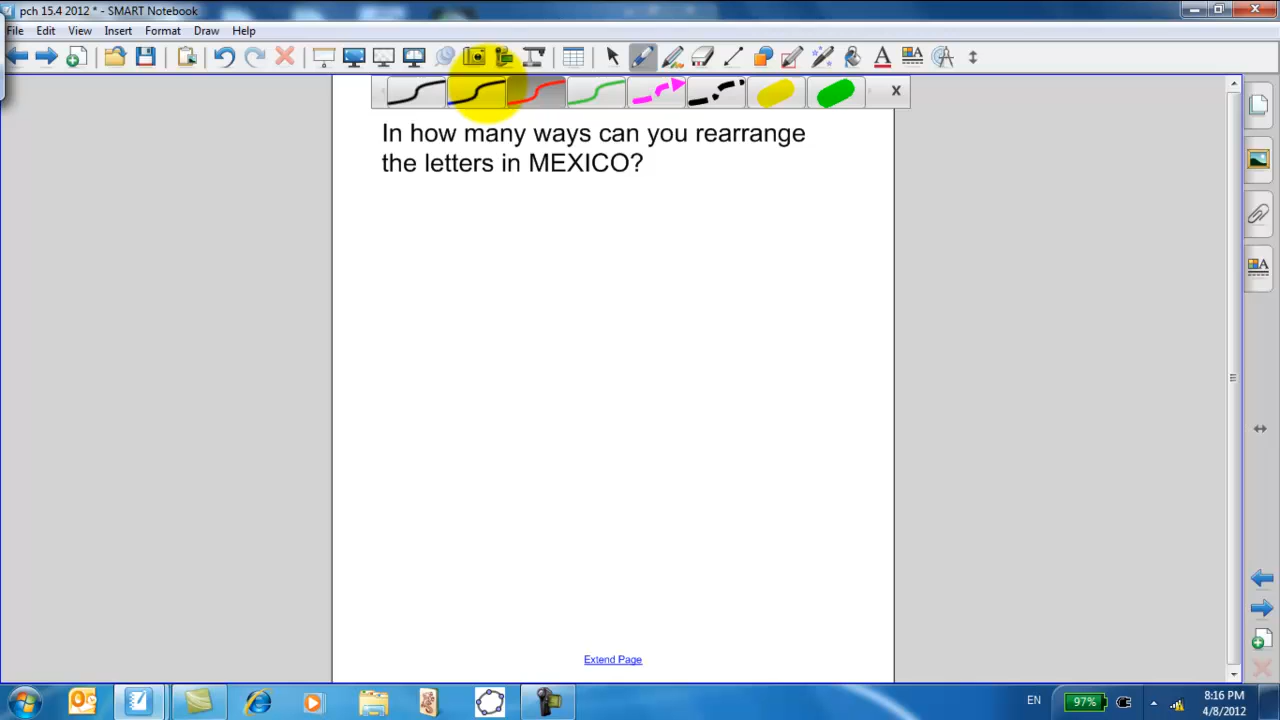 pch 15.4 2012 * - SMART Notebook
File Edit View Insert Format Draw Help
x
In how many ways can you rearrange
the letters in MEXICO?
Extend Page
EN 97% 8:16 PM
4/8/2012